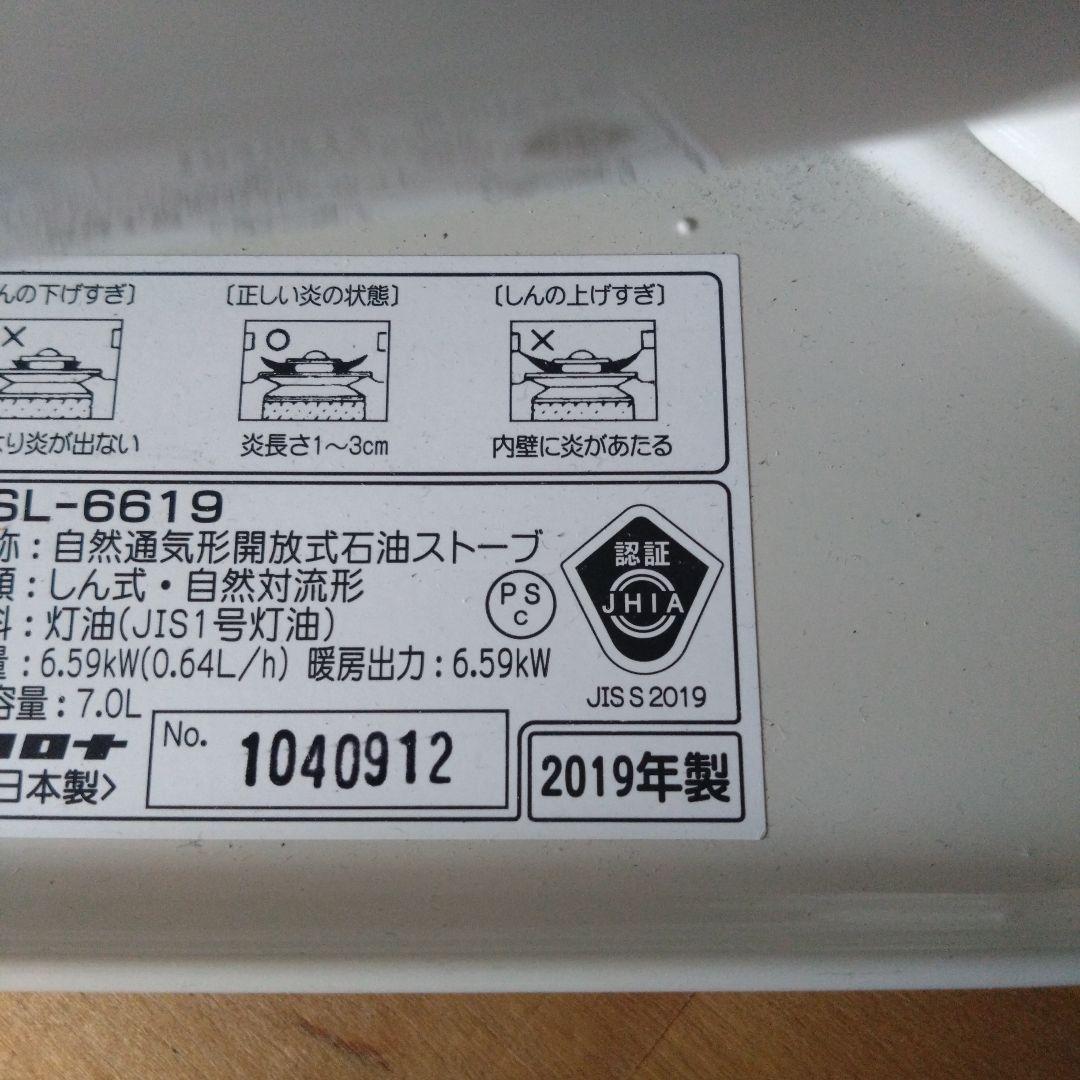 んの下げすぎ］ ［正しい炎の状態］ ［しんの上げすぎ］
り炎が出ない 炎長さ1～3cm 内壁に炎があたる
SL-6619
称：自然通気形開放式石油ストーブ
類：しん式・自然対流形
料：灯油(JIS1号灯油)
量：6.59kW(0.64L/h) 暖房出力：6.59kW
容量：7.0L
PS
C
認証
JHIA
JIS S 2019
コロナ
日本製>
No. 1040912
2019年製